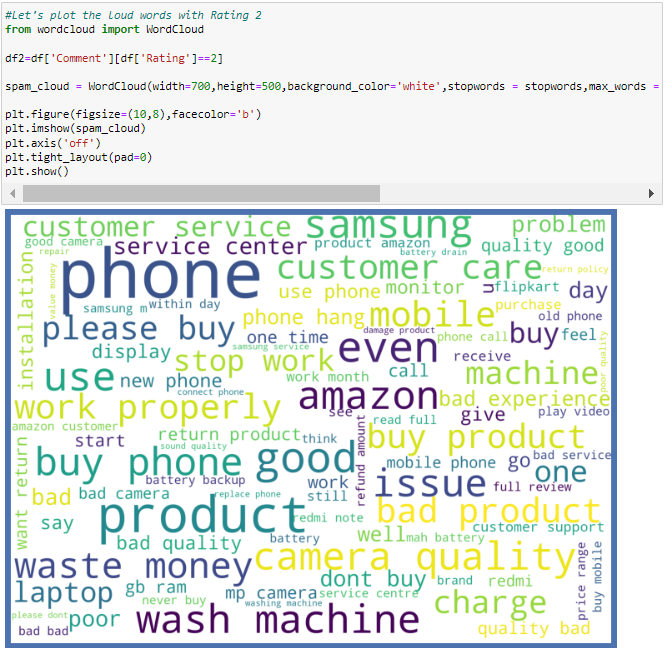 #Let's plot the loud words with Rating 2
from wordcloud import WordCloud
df2=df['Comment'][df['Rating']==2]
spam_cloud = WordCloud(width=700,height=500,background_color='white',stopwords = stopwords,max_words =
plt.figure(figsize=(10,8),facecolor='b')
plt.imshow(spam_cloud)
plt.axis('off')
plt.tight_layout(pad=0)
plt.show()
customer service
samsung
problem
good camera
service center
product amazon
quality good
repair
battery drain
phone
customer care
return policy
installation
value money
use phone
monitor
u
flipkart
day
samsung m
within day
phone hang
mobile
purchase
old phone
please buy
one time
damage product
phone call
buy
feel
display
samsung service
even
receive
stop work
call
poor quality
use
new phone
work month
machine
connect phone
amazon
bad experience
work properly
see
give
play video
amazon customer
read full
start
return product
think
refund amount
buy product
sound quality
want return
buy phone
good
mobile phone
go
bad service
one
battery backup
work
issue
full review
bad
bad camera
replace phone
still
product
redmi note
bad product
say
customer support
bad quality
battery
well
mah battery
waste money
camera quality
price range
buy mobile
laptop
gb ram
mp camera
service centre
dont buy
brand
redmi
never buy
washing machine
charge
please dont
poor
wash machine
bad bad
quality bad